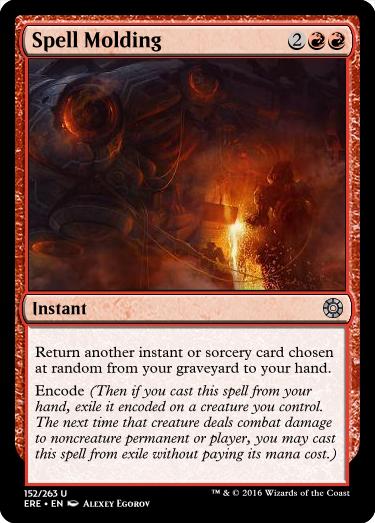 Spell Molding 2
Instant
Return another instant or sorcery card chosen
at random from your graveyard to your hand.
Encode (Then if you cast this spell from your
hand, exile it encoded on a creature you control.
The next time that creature deals combat damage
to noncreature permanent or player, you may cast
this spell from exile without paying its mana cost.)
152/263 U
ERE • EN Alexey Egorov
™ & © 2016 Wizards of the Coast